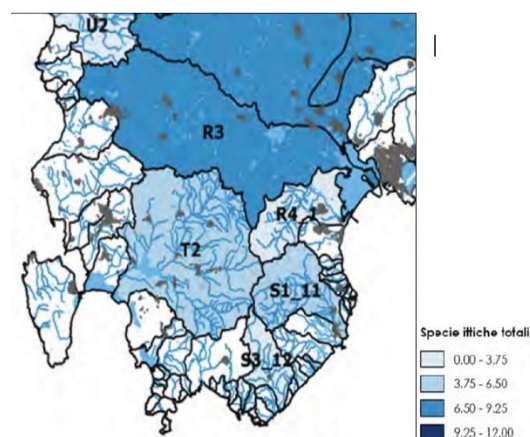 U2
R3
R4_1
T2
S1_11
S3_12
Specie ittiche totali
0.00 - 3.75
3.75 - 6.50
6.50 - 9.25
9.25 - 12.00